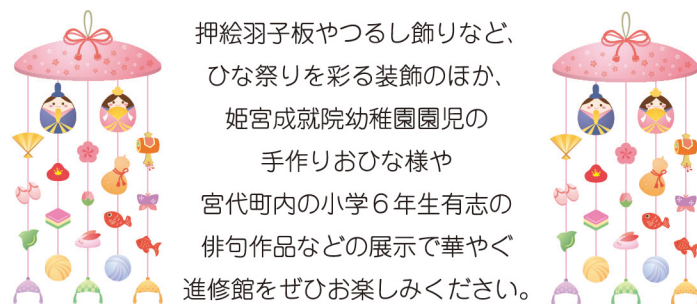 押絵羽子板やつるし飾りなど、
ひな祭りを彩る装飾のほか、
姫宮成就院幼稚園園児の
手作りおひな様や
宮代町内の小学６年生有志の
俳句作品などの展示で華やぐ
進修館をぜひお楽しみください。